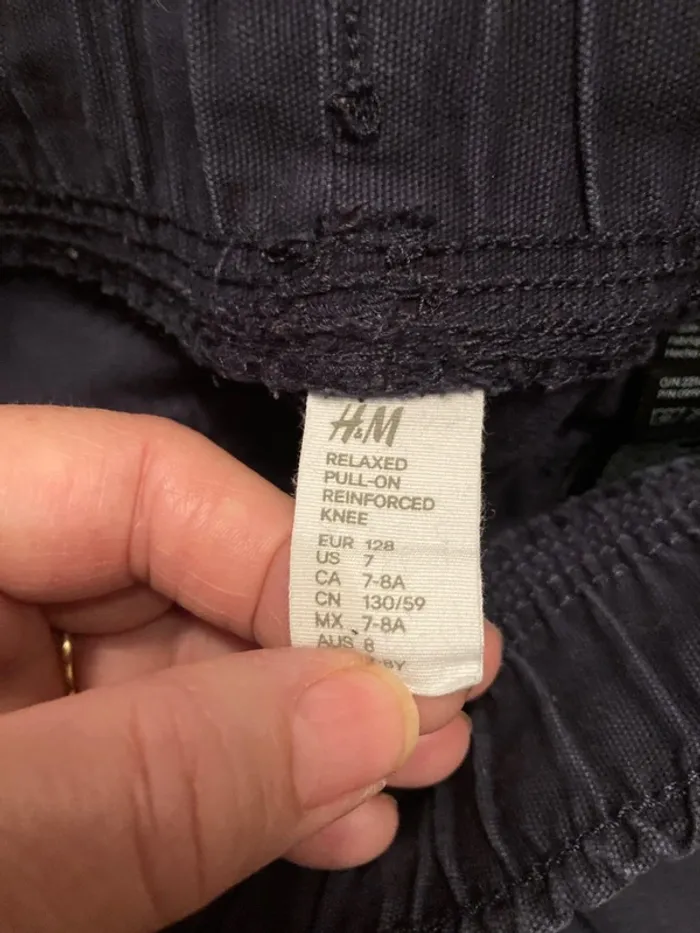 H&M
RELAXED
PULL-ON
REINFORCED
KNEE
EUR 128
US 7
CA 7-8A
CN 130/59
MX 7-8A
AUS 8